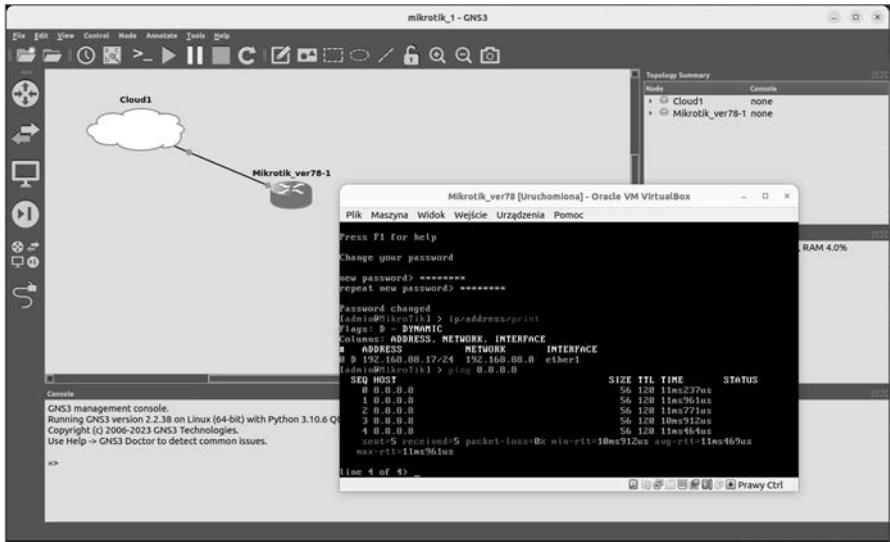 mikrotik_1 - GNS3
File Edit View Control Node Annotate Tools Help
Topology Summary
Node Console
Cloud1 none
Mikrotik_ver78-1 none
Cloud1
Mikrotik_ver78-1
, RAM 4.0%
Mikrotik_ver78 [Uruchomiona] - Oracle VM VirtualBox
Plik Maszyna Widok Wejście Urządzenia Pomoc
Press F1 for help
Change your password
new password> ********
repeat new password> ********
Password changed
[admin@MikroTik] > ip/address/print
Flags: D - DYNAMIC
Columns: ADDRESS, NETWORK, INTERFACE
# ADDRESS NETWORK INTERFACE
0 D 192.168.88.17/24 192.168.88.0 ether1
[admin@MikroTik] > ping 8.8.8.8
SEQ HOST SIZE TTL TIME STATUS
0 8.8.8.8 56 120 11ms237us
1 8.8.8.8 56 120 11ms961us
2 8.8.8.8 56 120 11ms771us
3 8.8.8.8 56 120 10ms912us
4 8.8.8.8 56 120 11ms464us
sent=5 received=5 packet-loss=0% min-rtt=10ms912us avg-rtt=11ms469us
max-rtt=11ms961us
line 4 of 4> _
Prawy Ctrl
Console
GNS3 management console.
Running GNS3 version 2.2.38 on Linux (64-bit) with Python 3.10.6 Q
Copyright (c) 2006-2023 GNS3 Technologies.
Use Help -> GNS3 Doctor to detect common issues.
=>